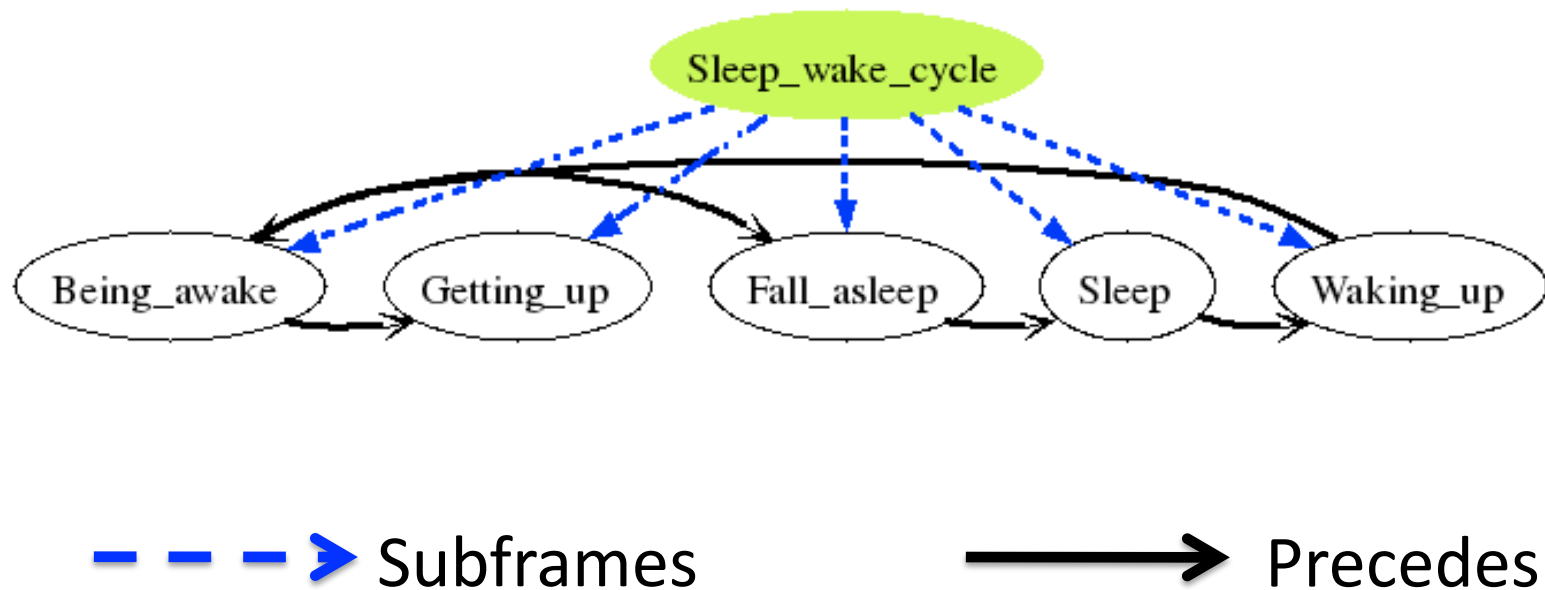 Sleep_wake_cycle
Being_awake Getting_up Fall_asleep Sleep Waking_up
Subframes Precedes